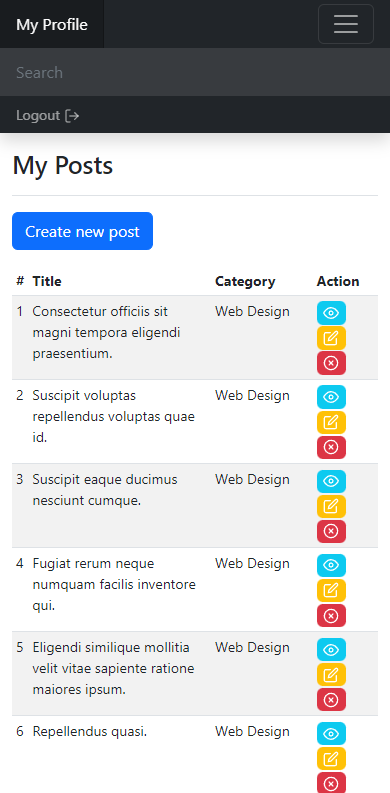 My Profile
Search
Logout
My Posts
Create new post
# Title Category Action
1 Consectetur officiis sit Web Design
magni tempora eligendi
praesentium.
2 Suscipit voluptas Web Design
repellendus voluptas quae
id.
3 Suscipit eaque ducimus Web Design
nesciunt cumque.
4 Fugiat rerum neque Web Design
numquam facilis inventore
qui.
5 Eligendi similique mollitia Web Design
velit vitae sapiente ratione
maiores ipsum.
6 Repellendus quasi. Web Design